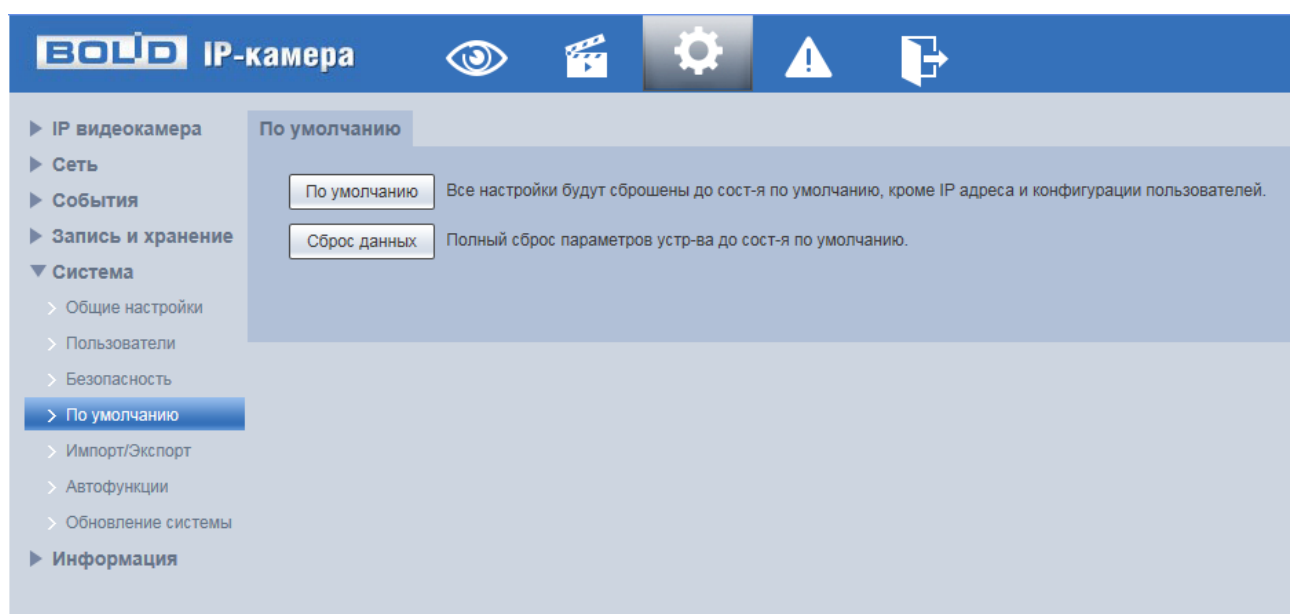 BOLID IP-камера
IP видеокамера
Сеть
События
Запись и хранение
Система
Общие настройки
Пользователи
Безопасность
По умолчанию
Импорт/Экспорт
Автофункции
Обновление системы
Информация
По умолчанию
По умолчанию Все настройки будут сброшены до сост-я по умолчанию, кроме IP адреса и конфигурации пользователей.
Сброс данных Полный сброс параметров устр-ва до сост-я по умолчанию.